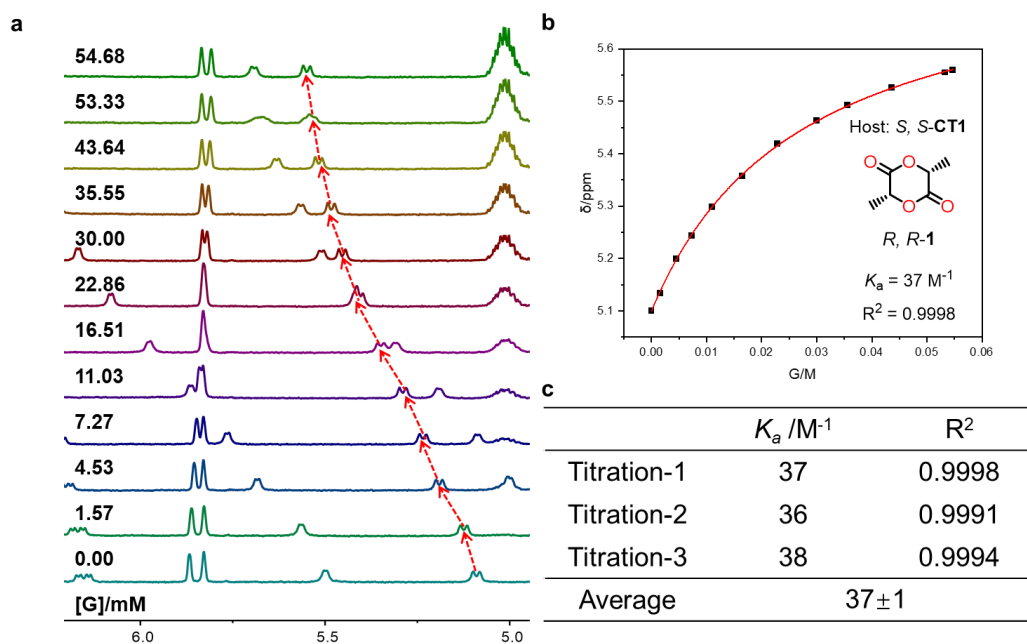 a
54.68
53.33
43.64
35.55
30.00
22.86
16.51
11.03
7.27
4.53
1.57
0.00
[G]/mM
6.0 5.5 5.0
b
5.6
5.5
5.4
5.3
5.2
5.1
δ/ppm
0.00 0.01 0.02 0.03 0.04 0.05 0.06
G/M
Host: S, S-CT1
O O
O O
R, R-1
Ka = 37 M-1
R2 = 0.9998
c
Ka /M-1 R2
Titration-1 37 0.9998
Titration-2 36 0.9991
Titration-3 38 0.9994
Average 37±1